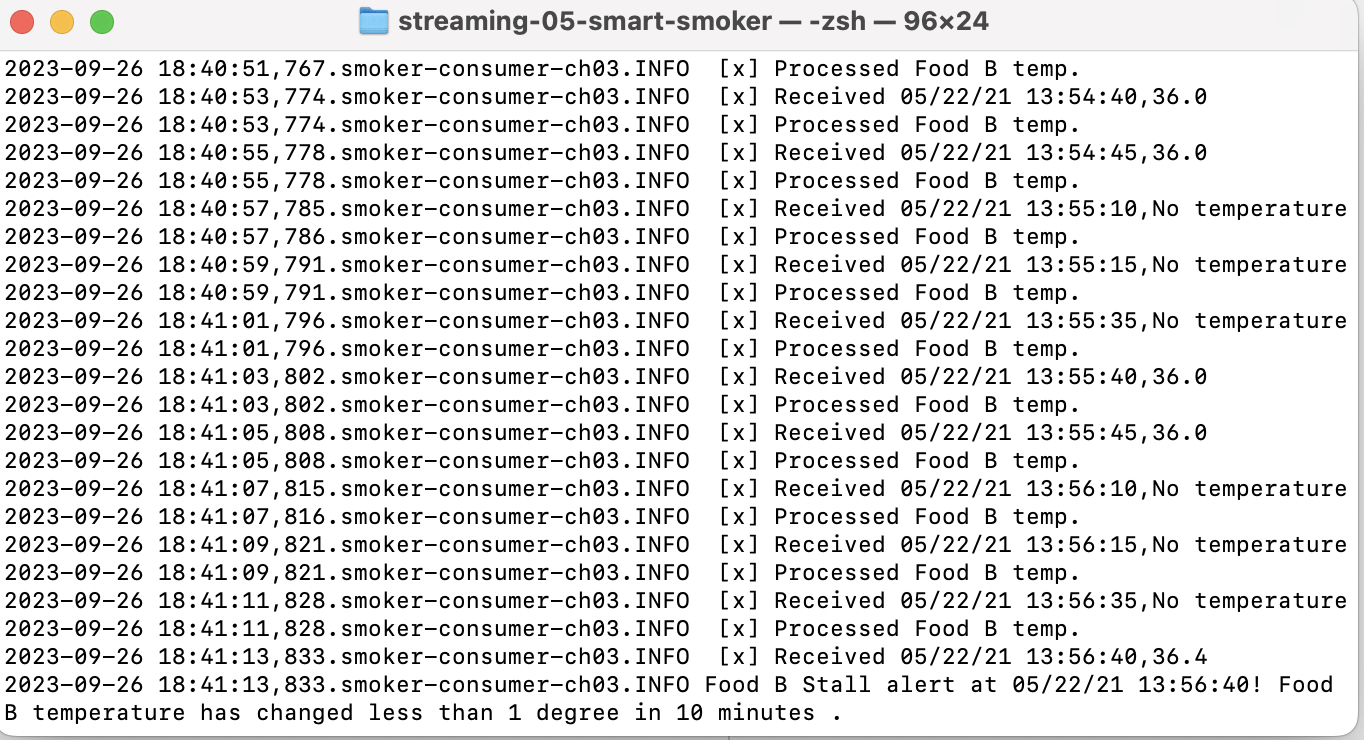 streaming-05-smart-smoker — -zsh — 96×24
2023-09-26 18:40:51,767.smoker-consumer-ch03.INFO  [x] Processed Food B temp.
2023-09-26 18:40:53,774.smoker-consumer-ch03.INFO  [x] Received 05/22/21 13:54:40,36.0
2023-09-26 18:40:53,774.smoker-consumer-ch03.INFO  [x] Processed Food B temp.
2023-09-26 18:40:55,778.smoker-consumer-ch03.INFO  [x] Received 05/22/21 13:54:45,36.0
2023-09-26 18:40:55,778.smoker-consumer-ch03.INFO  [x] Processed Food B temp.
2023-09-26 18:40:57,785.smoker-consumer-ch03.INFO  [x] Received 05/22/21 13:55:10,No temperature
2023-09-26 18:40:57,786.smoker-consumer-ch03.INFO  [x] Processed Food B temp.
2023-09-26 18:40:59,791.smoker-consumer-ch03.INFO  [x] Received 05/22/21 13:55:15,No temperature
2023-09-26 18:40:59,791.smoker-consumer-ch03.INFO  [x] Processed Food B temp.
2023-09-26 18:41:01,796.smoker-consumer-ch03.INFO  [x] Received 05/22/21 13:55:35,No temperature
2023-09-26 18:41:01,796.smoker-consumer-ch03.INFO  [x] Processed Food B temp.
2023-09-26 18:41:03,802.smoker-consumer-ch03.INFO  [x] Received 05/22/21 13:55:40,36.0
2023-09-26 18:41:03,802.smoker-consumer-ch03.INFO  [x] Processed Food B temp.
2023-09-26 18:41:05,808.smoker-consumer-ch03.INFO  [x] Received 05/22/21 13:55:45,36.0
2023-09-26 18:41:05,808.smoker-consumer-ch03.INFO  [x] Processed Food B temp.
2023-09-26 18:41:07,815.smoker-consumer-ch03.INFO  [x] Received 05/22/21 13:56:10,No temperature
2023-09-26 18:41:07,816.smoker-consumer-ch03.INFO  [x] Processed Food B temp.
2023-09-26 18:41:09,821.smoker-consumer-ch03.INFO  [x] Received 05/22/21 13:56:15,No temperature
2023-09-26 18:41:09,821.smoker-consumer-ch03.INFO  [x] Processed Food B temp.
2023-09-26 18:41:11,828.smoker-consumer-ch03.INFO  [x] Received 05/22/21 13:56:35,No temperature
2023-09-26 18:41:11,828.smoker-consumer-ch03.INFO  [x] Processed Food B temp.
2023-09-26 18:41:13,833.smoker-consumer-ch03.INFO  [x] Received 05/22/21 13:56:40,36.4
2023-09-26 18:41:13,833.smoker-consumer-ch03.INFO Food B Stall alert at 05/22/21 13:56:40! Food
B temperature has changed less than 1 degree in 10 minutes .